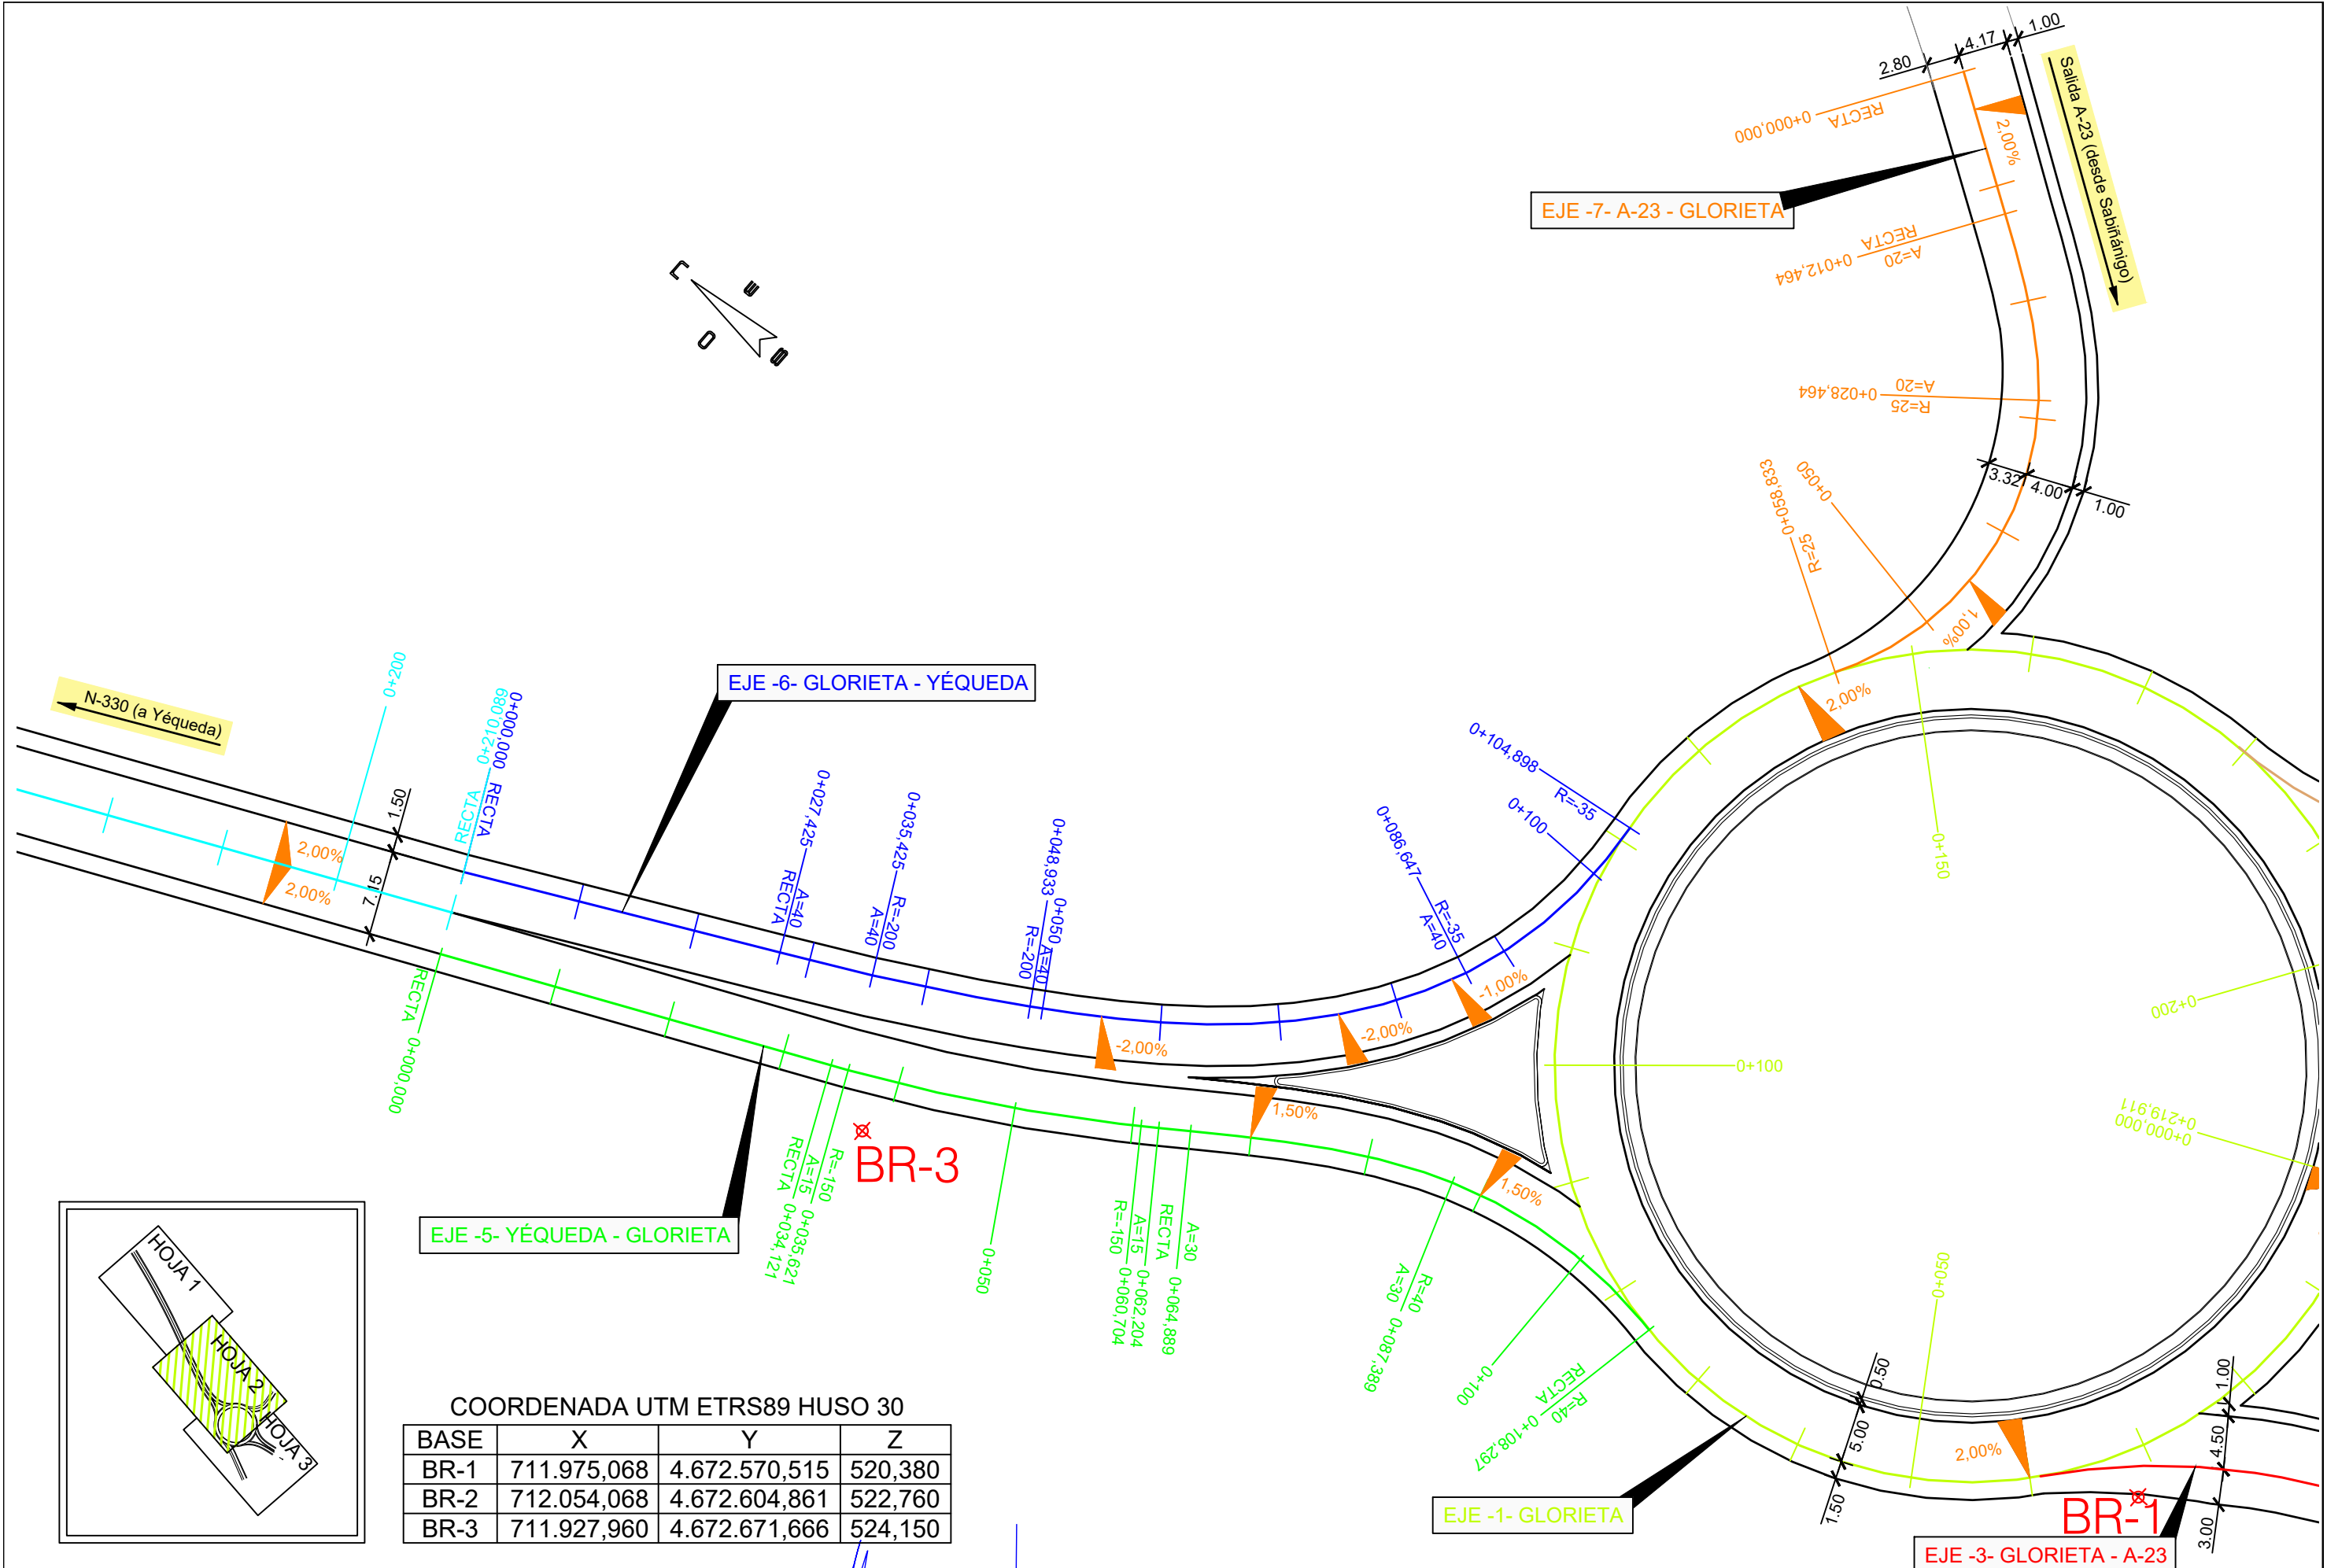 2.80
4.17
1.00
Salida A-23 (desde Sabiñánigo)
RECTA
0+000,000
2,00%
EJE -7- A-23 - GLORIETA
RECTA
0+012,464
A=20
A=20
0+028,464
R=25
3.32
4.00
1.00
0+050
0+058,833
R=25
1,00%
2,00%
N-330 (a Yéqueda)
0+200
RECTA 0+210,089
0+000,000 RECTA
1.50
7.15
2,00%
2,00%
EJE -6- GLORIETA - YÉQUEDA
0+027,425
RECTA
A=40
0+035,425
A=40
R=-200
0+048,933
R=-200
0+050
A=40
-2,00%
-2,00%
-1,00%
0+086,647
R=-35
A=40
0+104,898
R=-35
0+100
0+150
0+200
0+100
0+219,911
0+000,000
0+050
RECTA 0+000,000
EJE -5- YÉQUEDA - GLORIETA
BR-3
RECTA 0+034,121
A=15
R=-150 0+035,621
0+050
R=-150 0+060,704
A=15 0+062,204
RECTA 0+064,889
A=30
1,50%
1,50%
R=40
A=30 0+087,389
0+100
RECTA
R=40
0+108,297
HOJA 1
HOJA 2
HOJA 3
COORDENADA UTM ETRS89 HUSO 30
BASE X Y Z
BR-1 711.975,068 4.672.570,515 520,380
BR-2 712.054,068 4.672.604,861 522,760
BR-3 711.927,960 4.672.671,666 524,150
EJE -1- GLORIETA
0.50
5.00
1.50
2,00%
1.00
4.50
3.00
BR-1
EJE -3- GLORIETA - A-23